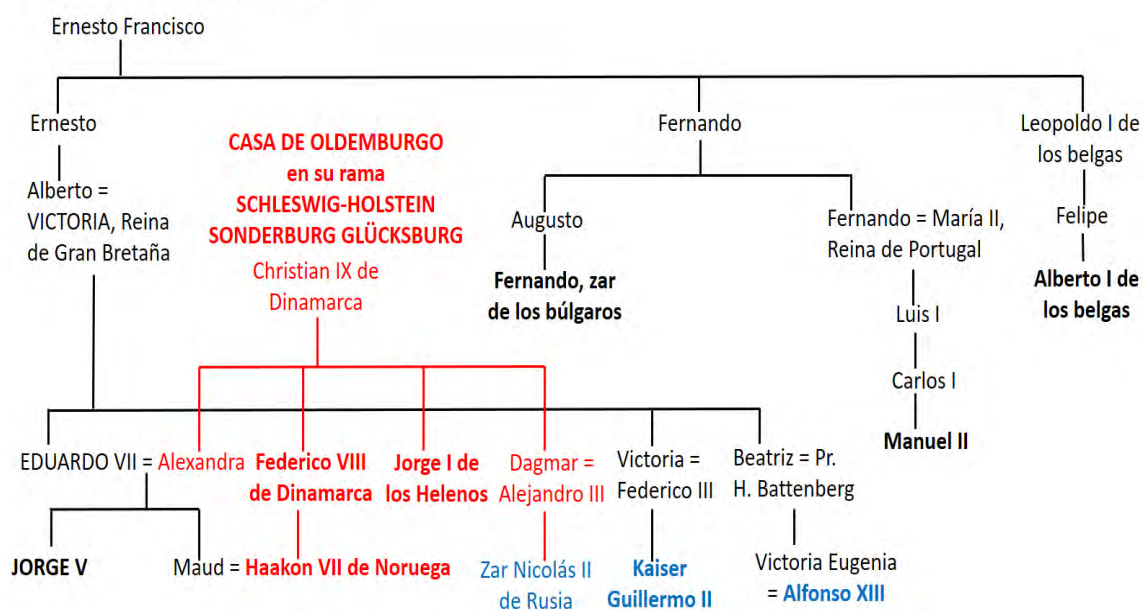 Ernesto Francisco
Ernesto
Fernando
Leopoldo I de
los belgas
CASA DE OLDEMBURGO
en su rama
SCHLESWIG-HOLSTEIN
SONDERBURG GLÜCKSBURG
Christian IX de
Dinamarca
Alberto =
VICTORIA, Reina
de Gran Bretaña
Augusto
Fernando = María II,
Reina de Portugal
Felipe
Fernando, zar
de los búlgaros
Alberto I de
los belgas
Luis I
Carlos I
Manuel II
EDUARDO VII = Alexandra
Federico VIII
de Dinamarca
Jorge I de
los Helenos
Dagmar =
Alejandro III
Victoria =
Federico III
Beatriz = Pr.
H. Battenberg
JORGE V
Maud = Haakon VII de Noruega
Zar Nicolás II
de Rusia
Kaiser
Guillermo II
Victoria Eugenia
= Alfonso XIII